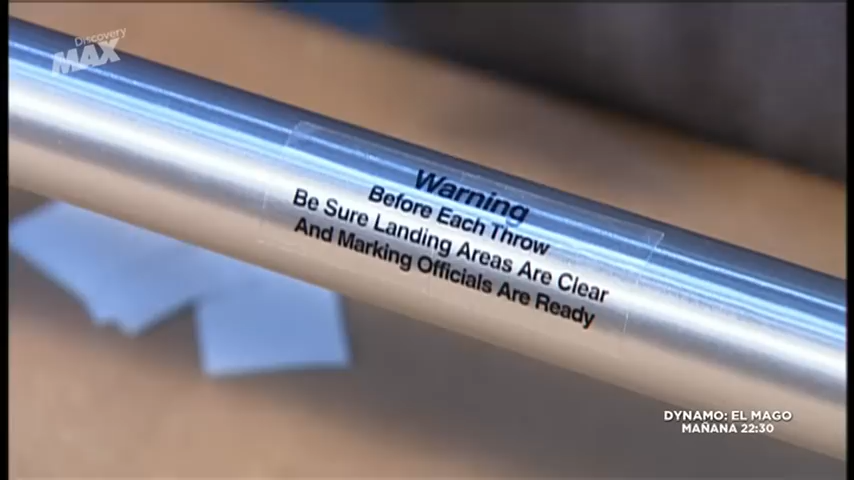 Discovery
MAX
Warning
Before Each Throw
Be Sure Landing Areas Are Clear
And Marking Officials Are Ready
DYNAMO: EL MAGO
MAÑANA 22:30